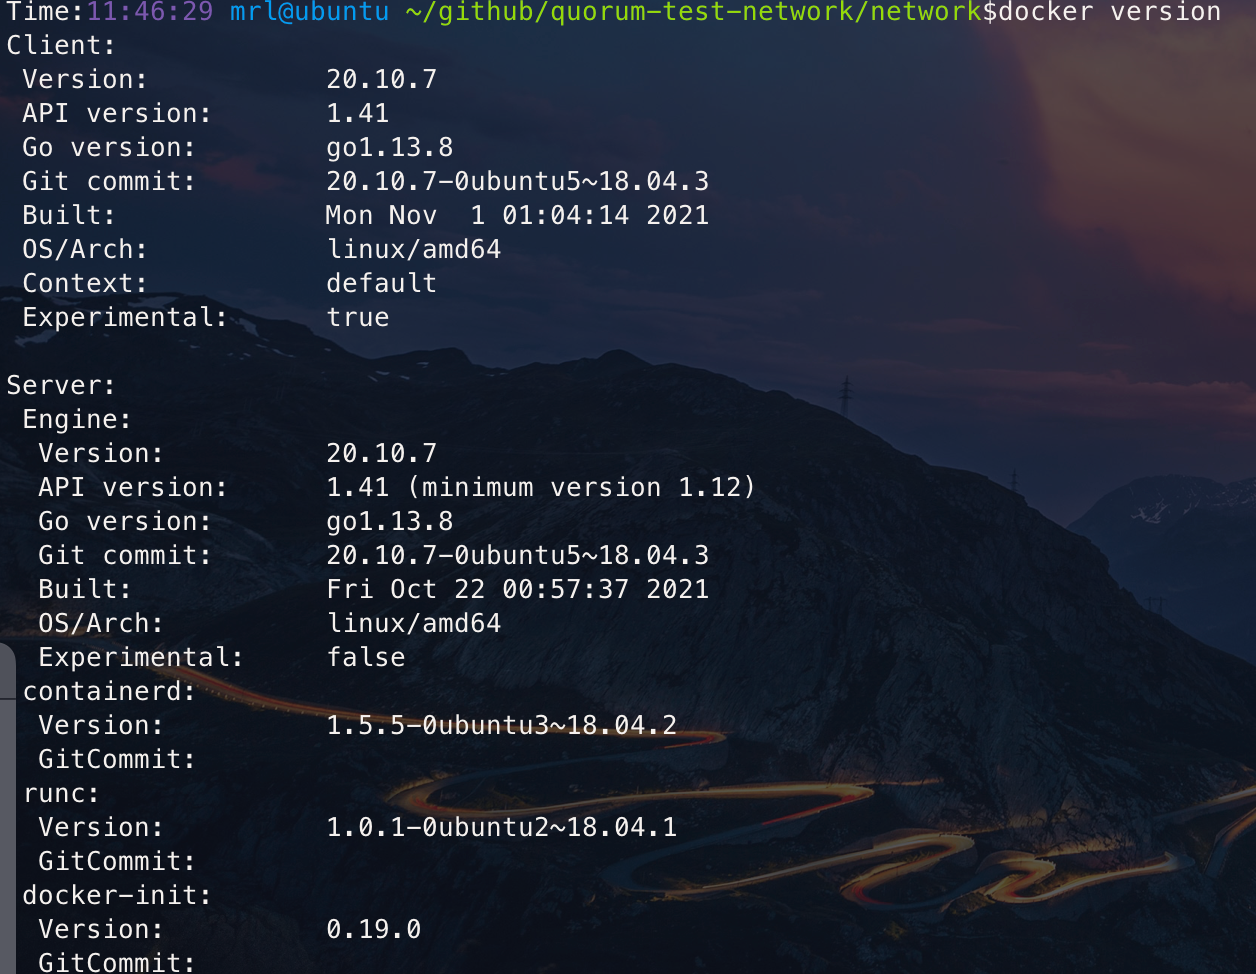 Time:11:46:29 mrl@ubuntu ~/github/quorum-test-network/network$docker version
Client:
 Version:           20.10.7
 API version:       1.41
 Go version:        go1.13.8
 Git commit:        20.10.7-0ubuntu5~18.04.3
 Built:             Mon Nov  1 01:04:14 2021
 OS/Arch:           linux/amd64
 Context:           default
 Experimental:      true

Server:
 Engine:
  Version:          20.10.7
  API version:      1.41 (minimum version 1.12)
  Go version:       go1.13.8
  Git commit:       20.10.7-0ubuntu5~18.04.3
  Built:            Fri Oct 22 00:57:37 2021
  OS/Arch:          linux/amd64
  Experimental:     false
 containerd:
  Version:          1.5.5-0ubuntu3~18.04.2
  GitCommit:
 runc:
  Version:          1.0.1-0ubuntu2~18.04.1
  GitCommit:
 docker-init:
  Version:          0.19.0
  GitCommit: